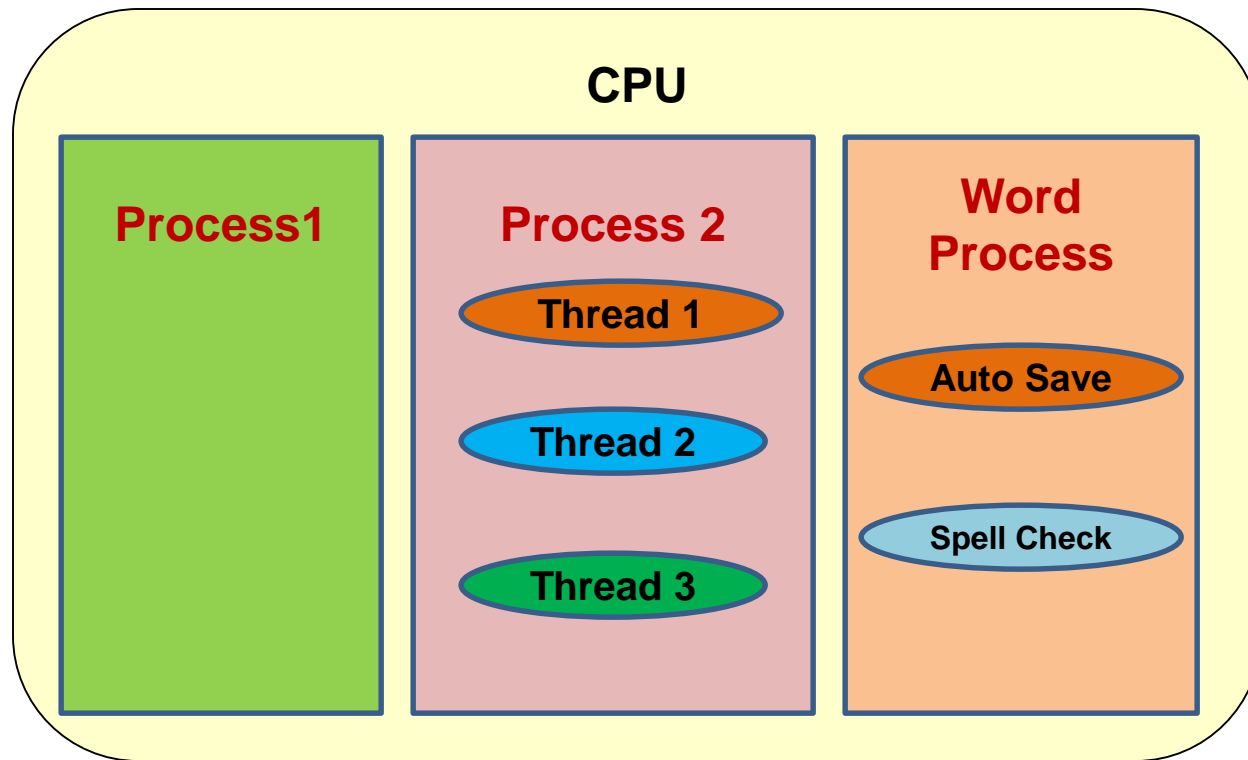 CPU
Process1
Process 2
Thread 1
Thread 2
Thread 3
Word
Process
Auto Save
Spell Check